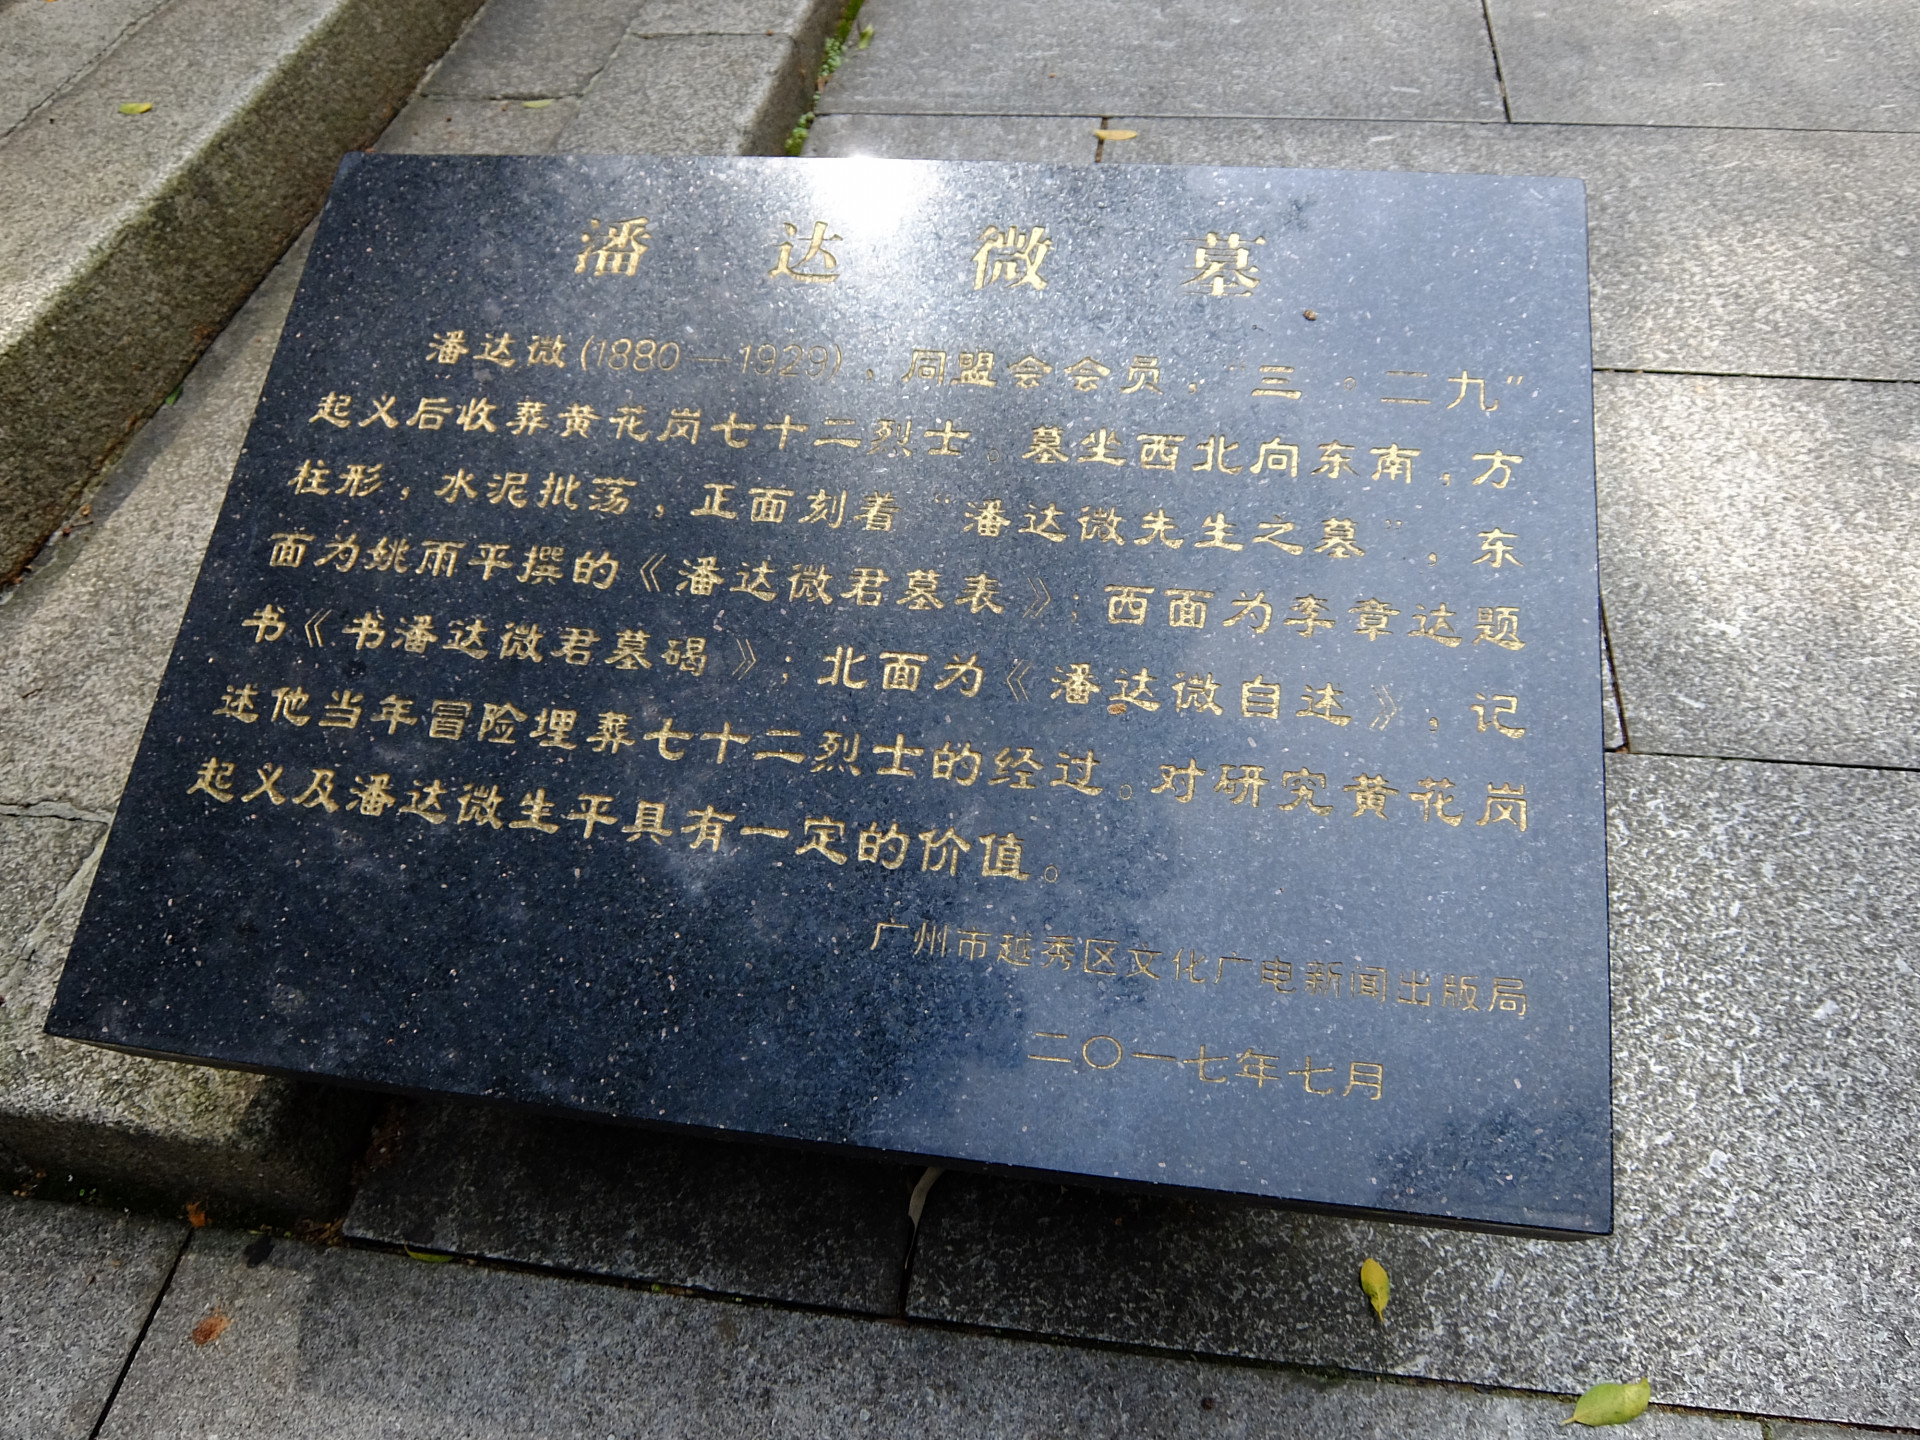 潘达微墓
潘达微(1880—1929)，同盟会会员，“三·二九”
起义后收葬黄花岗七十二烈士。墓坐西北向东南，方
柱形，水泥批荡，正面刻着“潘达微先生之墓”，东
面为姚雨平撰的《潘达微君墓表》；西面为李章达题
书《书潘达微君墓碣》；北面为《潘达微自述》，记
述他当年冒险埋葬七十二烈士的经过。对研究黄花岗
起义及潘达微生平具有一定的价值。
广州市越秀区文化广电新闻出版局
二〇一七年七月